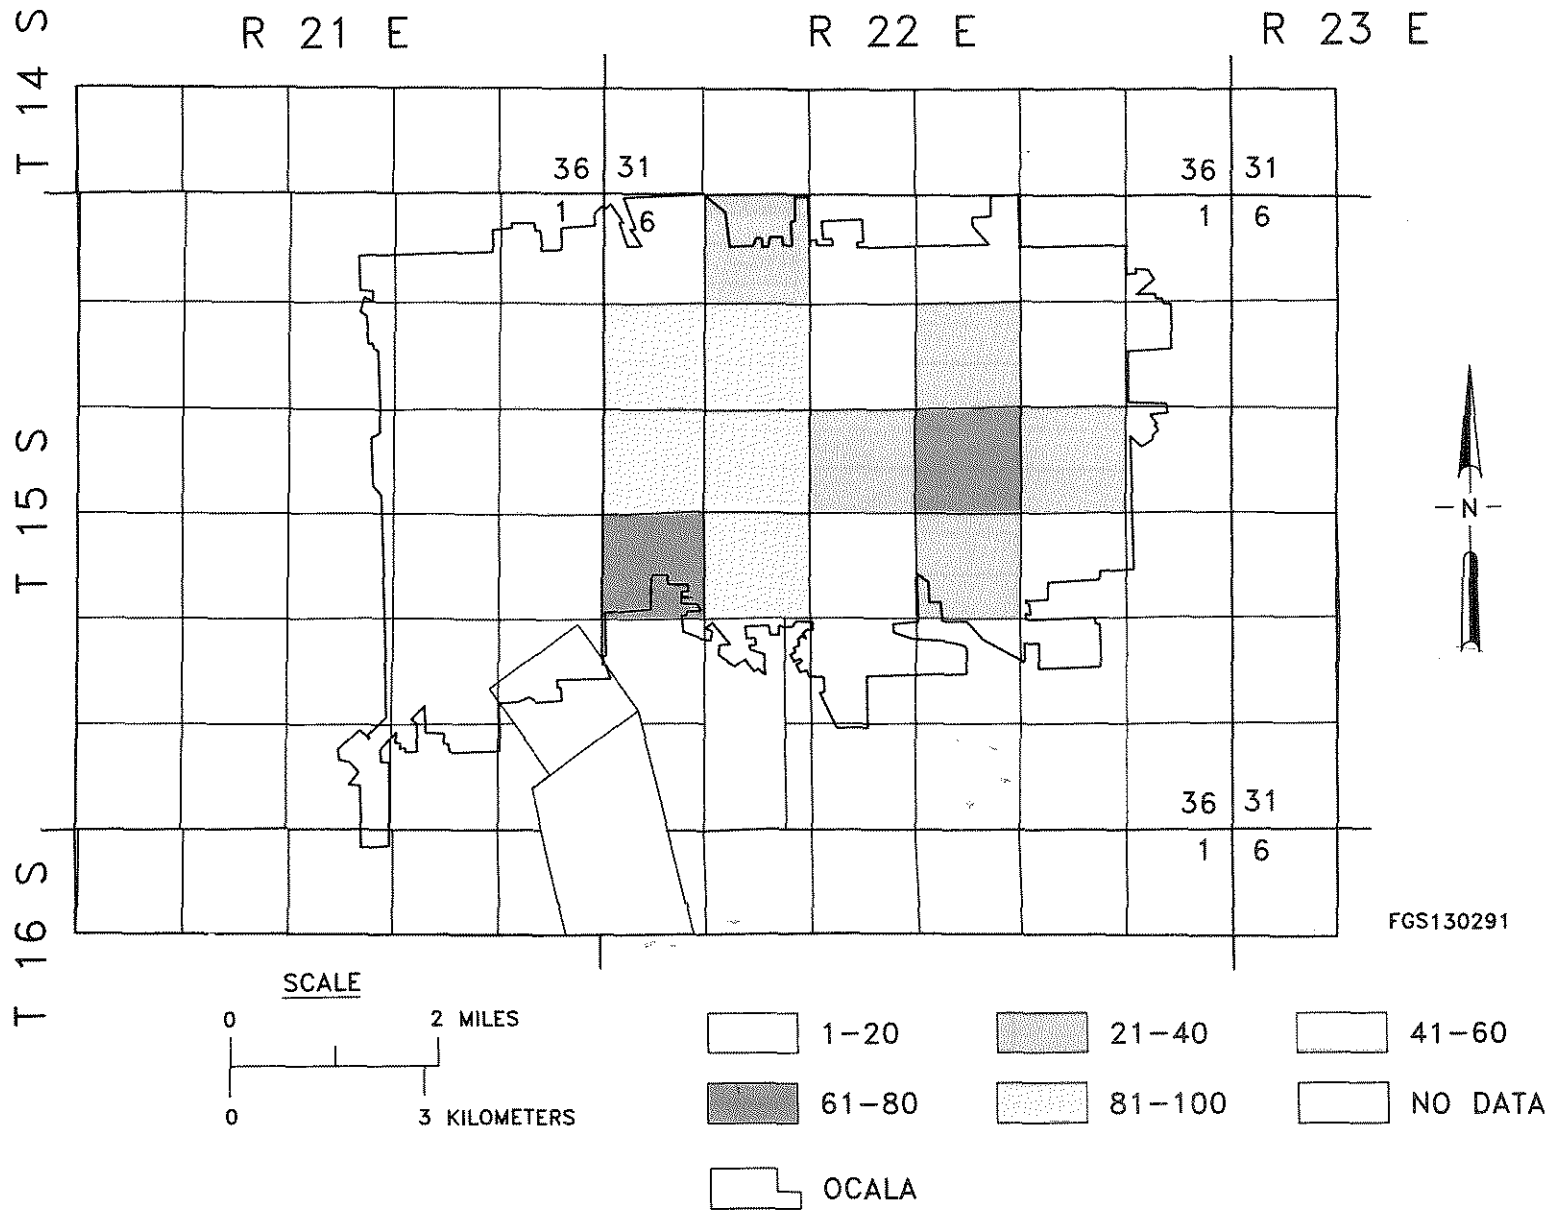 R 21 E R 22 E R 23 E
T 14 S
36 31 36 31
1 6 1 6
T 15 S
N
36 31
1 6
T 16 S
FGS130291
SCALE
0 2 MILES
0 3 KILOMETERS
1-20 21-40 41-60
61-80 81-100 NO DATA
OCALA